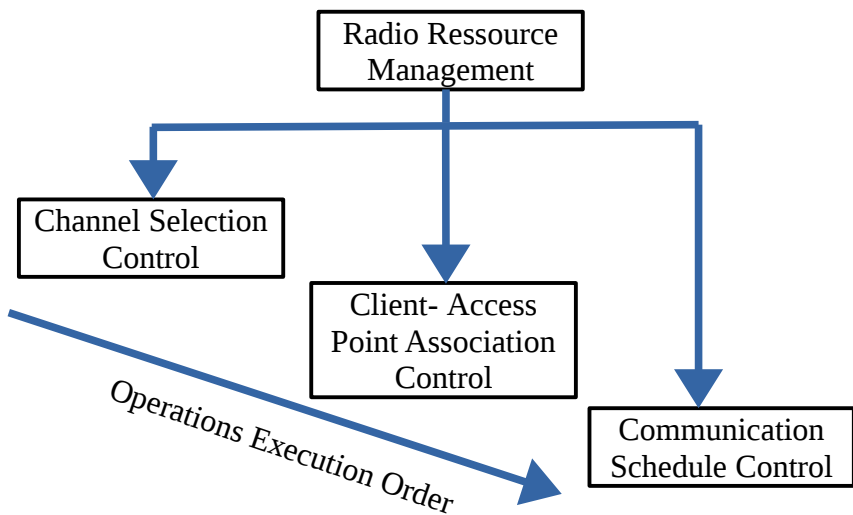 Radio Ressource
Management
Channel Selection
Control
Client- Access
Point Association
Control
Operations Execution Order
Communication
Schedule Control